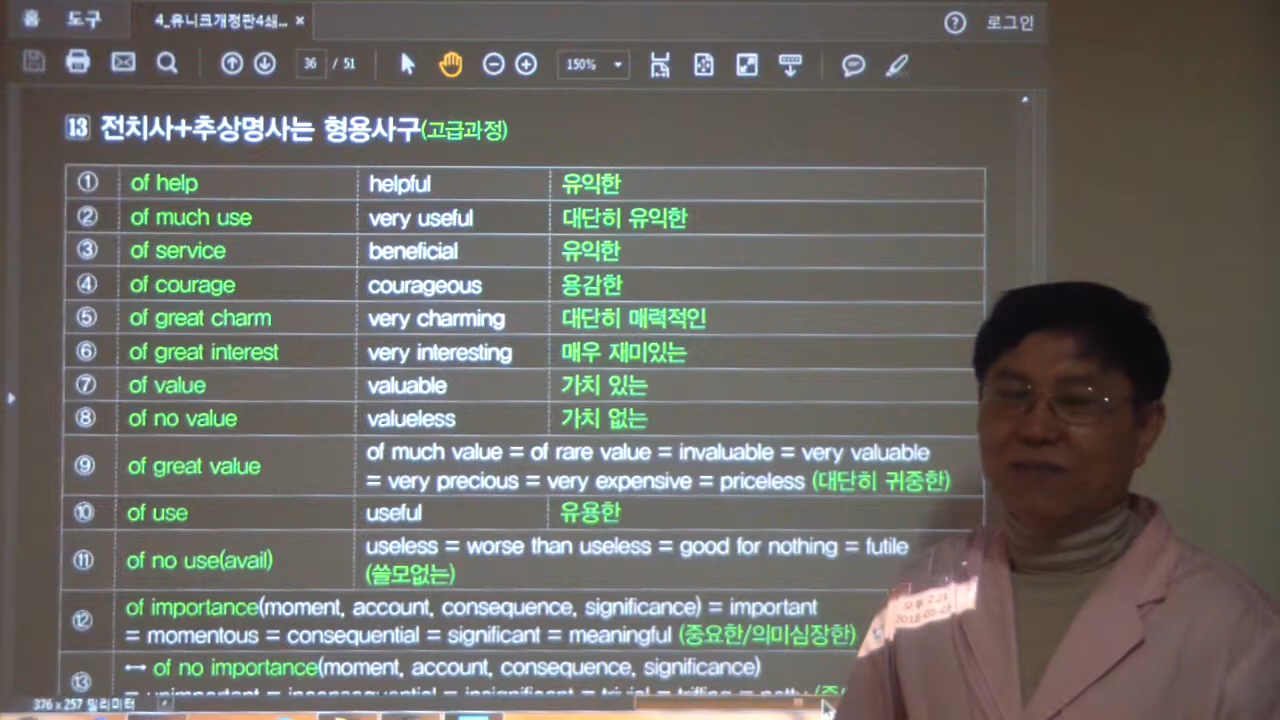 홈 도구 4_유니크개정판4쇄... × ? 로그인
36 / 51 150%
13 전치사+추상명사는 형용사구(고급과정)
① of help helpful 유익한
② of much use very useful 대단히 유익한
③ of service beneficial 유익한
④ of courage courageous 용감한
⑤ of great charm very charming 대단히 매력적인
⑥ of great interest very interesting 매우 재미있는
⑦ of value valuable 가치 있는
⑧ of no value valueless 가치 없는
⑨ of great value of much value = of rare value = invaluable = very valuable
= very precious = very expensive = priceless (대단히 귀중한)
⑩ of use useful 유용한
⑪ of no use(avail) useless = worse than useless = good for nothing = futile
(쓸모없는)
⑫ of importance(moment, account, consequence, significance) = important
= momentous = consequential = significant = meaningful (중요한/의미심장한)
⑬ ↔ of no importance(moment, account, consequence, significance)
= unimportant = inconsequential = insignificant = trivial = trifling = petty
376 x 257 밀리미터
오후 2:21